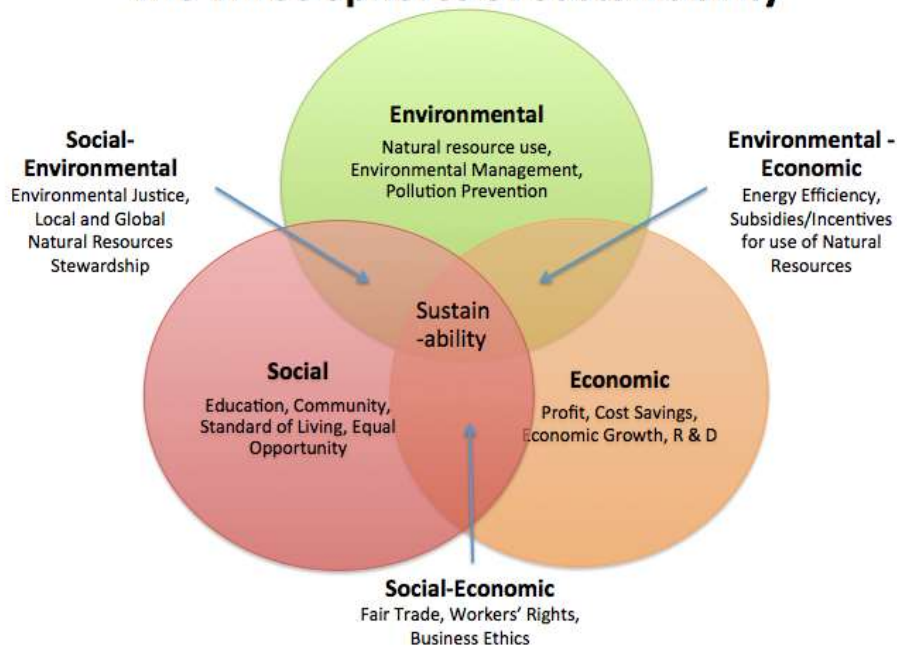 Environmental
Natural resource use,
Environmental Management,
Pollution Prevention
Social-
Environmental
Environmental Justice,
Local and Global
Natural Resources
Stewardship
Environmental -
Economic
Energy Efficiency,
Subsidies/Incentives
for use of Natural
Resources
Sustain
-ability
Social
Education, Community,
Standard of Living, Equal
Opportunity
Economic
Profit, Cost Savings,
Economic Growth, R & D
Social-Economic
Fair Trade, Workers’ Rights,
Business Ethics